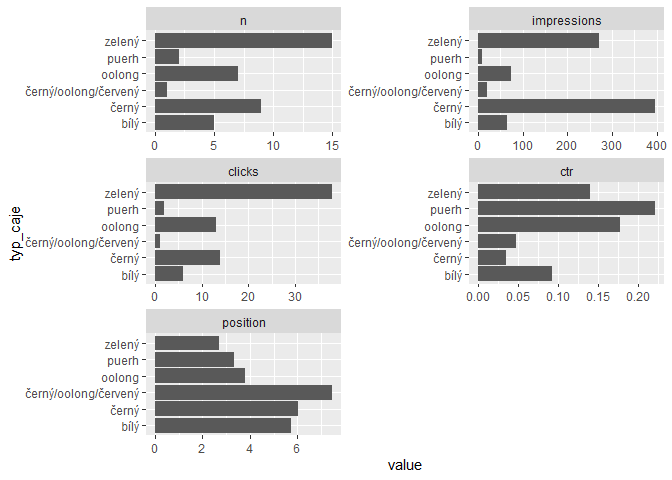 n
zelený
puerh
oolong
černý/oolong/červený
černý
bílý
0 5 10 15
impressions
zelený
puerh
oolong
černý/oolong/červený
černý
bílý
0 100 200 300 400
clicks
zelený
puerh
oolong
černý/oolong/červený
černý
bílý
0 10 20 30
ctr
zelený
puerh
oolong
černý/oolong/červený
černý
bílý
0.00 0.05 0.10 0.15 0.20
position
zelený
puerh
oolong
černý/oolong/červený
černý
bílý
0 2 4 6
typ_caje
value